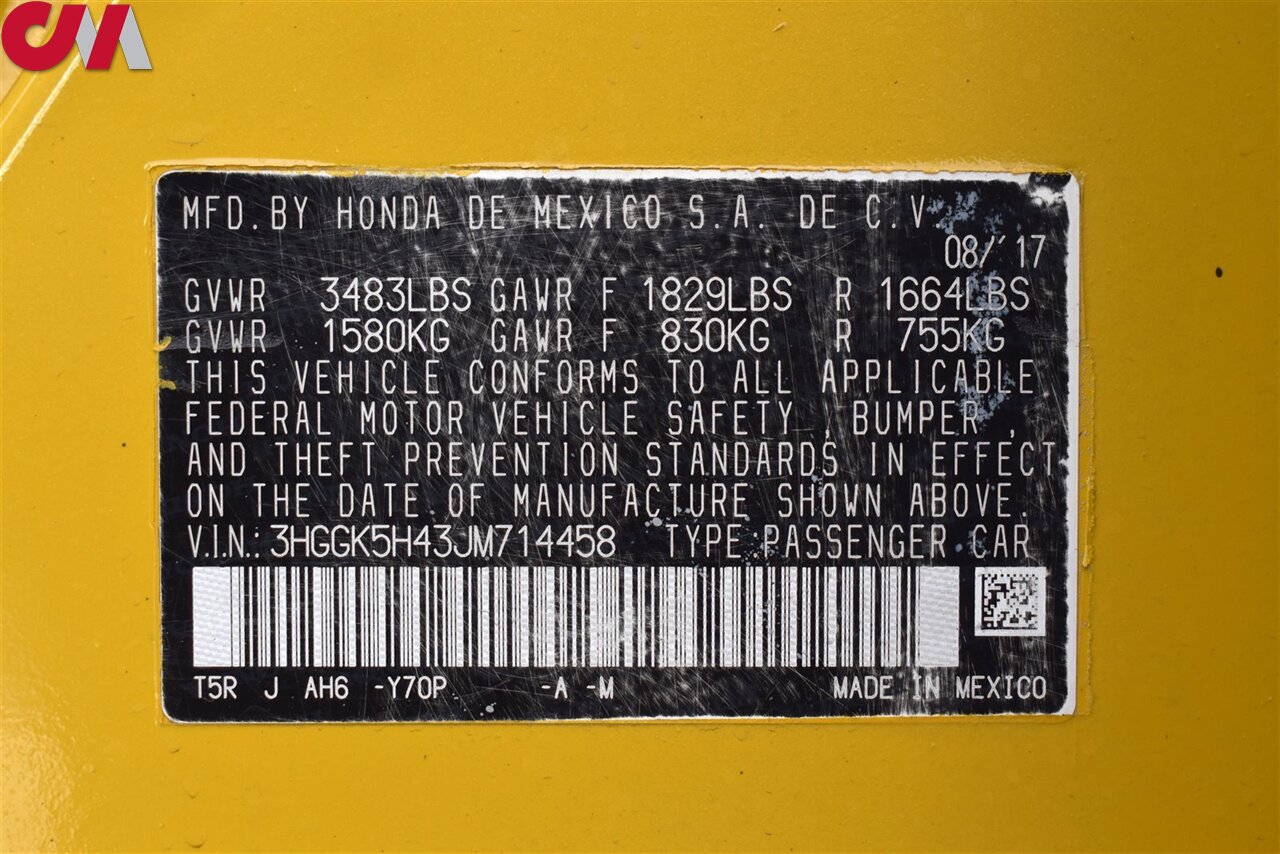 CM
MFD. BY HONDA DE MEXICO S.A. DE C.V.
08/'17
GVWR 3483LBS GAWR F 1829LBS R 1664LBS
GVWR 1580KG GAWR F 830KG R 755KG
THIS VEHICLE CONFORMS TO ALL APPLICABLE
FEDERAL MOTOR VEHICLE SAFETY, BUMPER,
AND THEFT PREVENTION STANDARDS IN EFFECT
ON THE DATE OF MANUFACTURE SHOWN ABOVE.
V.I.N.: 3HGGK5H43JM714458 TYPE:PASSENGER CAR
T5R J AH6 -Y70P -A -M MADE IN MEXICO